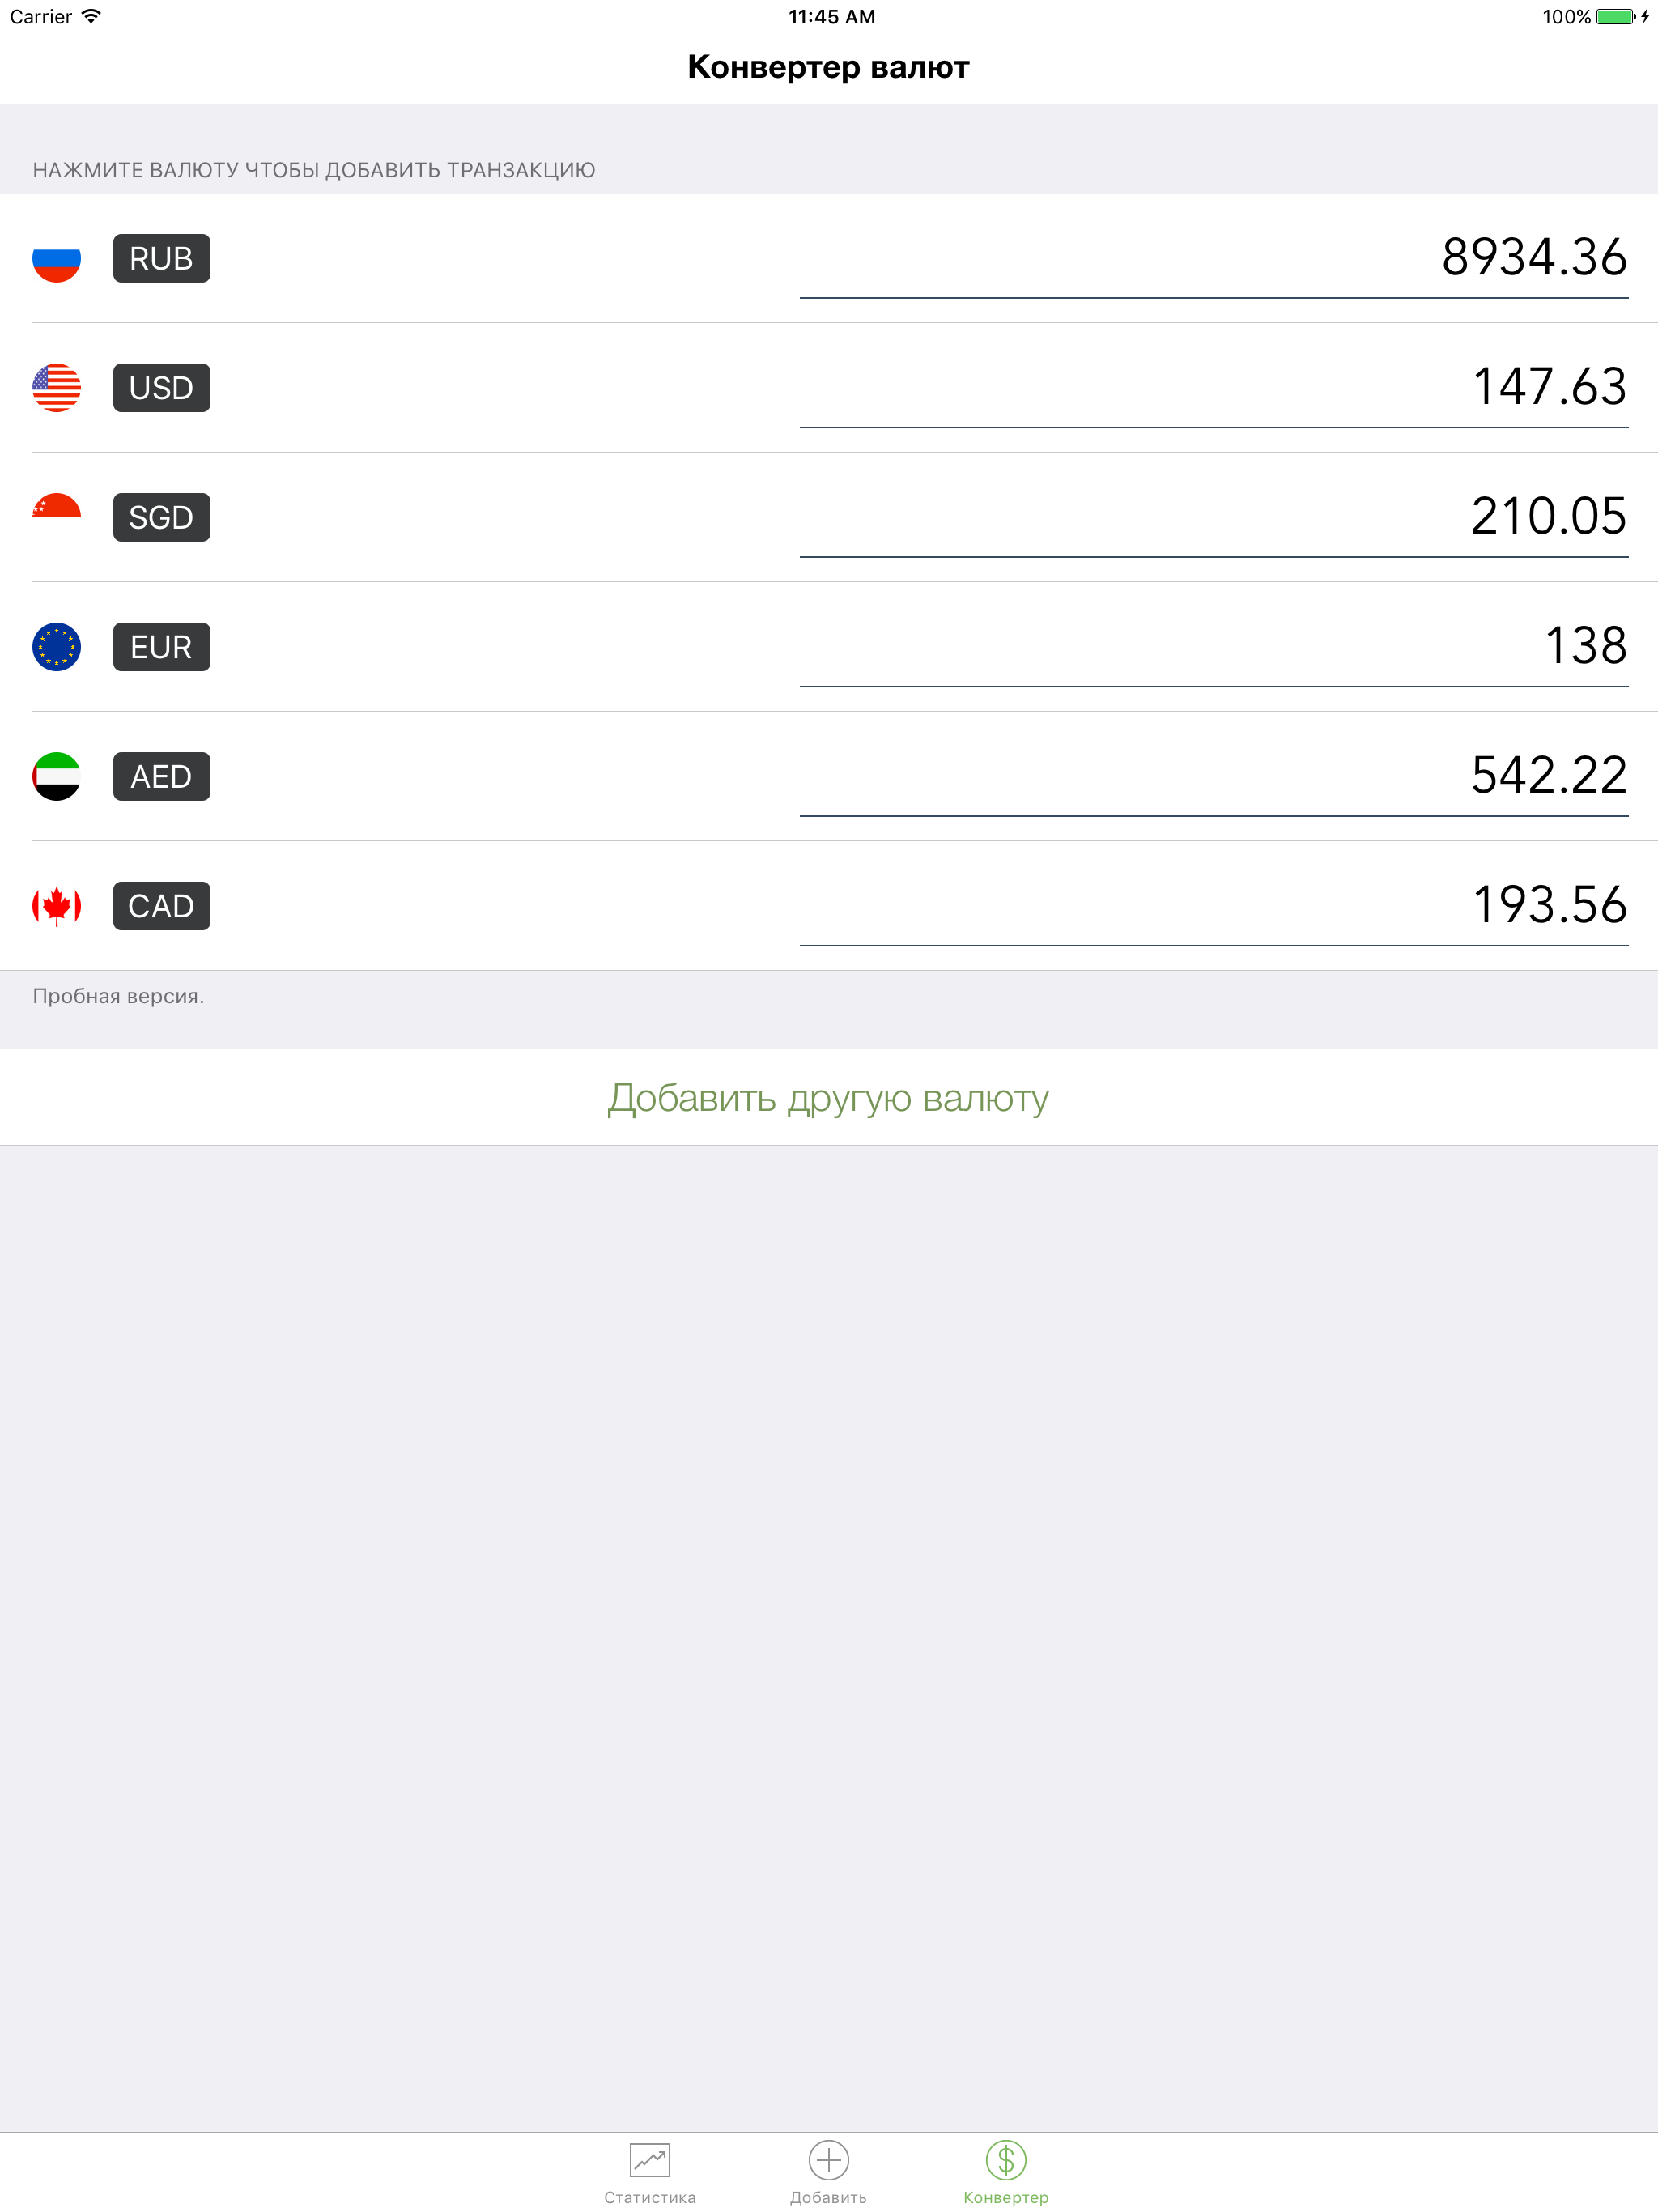 Carrier 11:45 AM 100%
Конвертер валют
НАЖМИТЕ ВАЛЮТУ ЧТОБЫ ДОБАВИТЬ ТРАНЗАКЦИЮ
RUB 8934.36
USD 147.63
SGD 210.05
EUR 138
AED 542.22
CAD 193.56
Пробная версия.
Добавить другую валюту
Статистика Добавить Конвертер